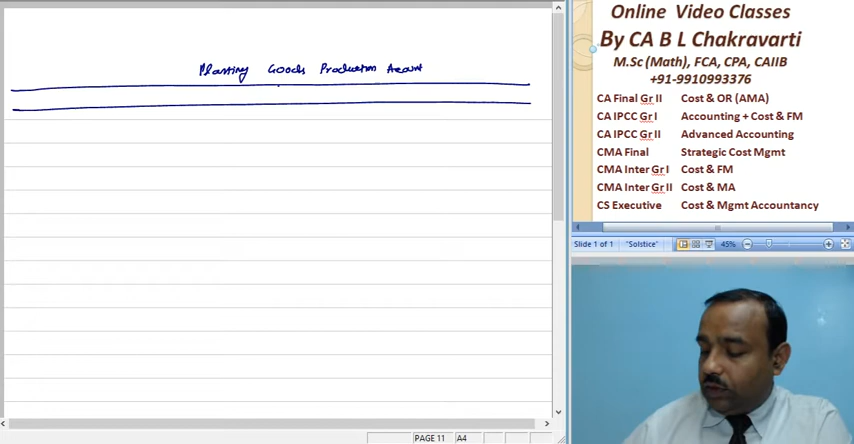 Online Video Classes
By CA B L Chakravarti
M.Sc (Math), FCA, CPA, CAIIB
+91-9910993376
CA Final Gr II Cost & OR (AMA)
CA IPCC Gr I Accounting + Cost & FM
CA IPCC Gr II Advanced Accounting
CMA Final Strategic Cost Mgmt
CMA Inter Gr I Cost & FM
CMA Inter Gr II Cost & MA
CS Executive Cost & Mgmt Accountancy
Goods Production Account
Slide 1 of 1 "Solstice" 45%
PAGE 11 A4